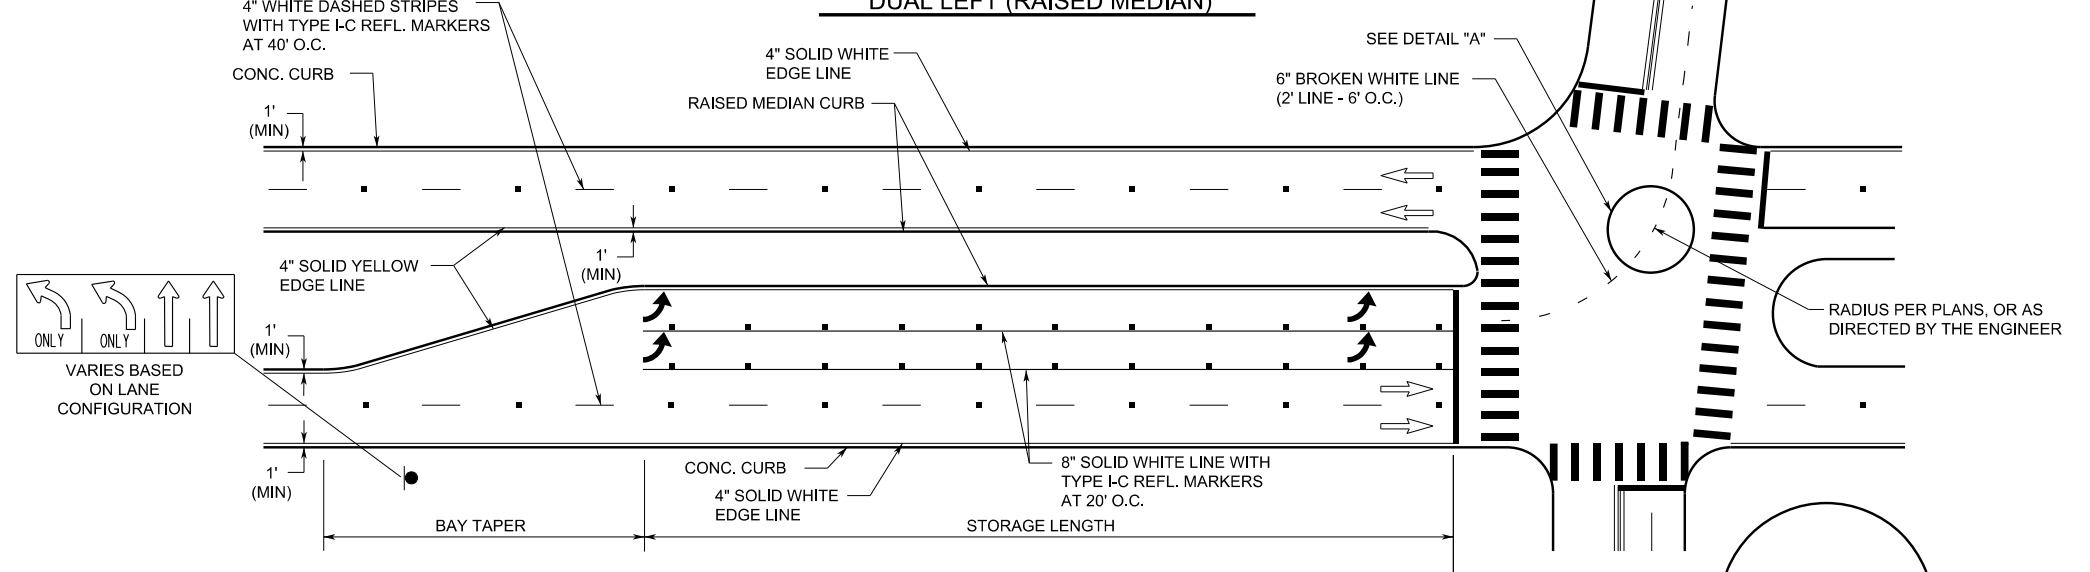 DUAL LEFT (RAISED MEDIAN)
4" WHITE DASHED STRIPES
WITH TYPE I-C REFL. MARKERS
AT 40' O.C.
CONC. CURB
1'
(MIN)
4" SOLID WHITE
EDGE LINE
RAISED MEDIAN CURB
SEE DETAIL "A"
6" BROKEN WHITE LINE
(2' LINE - 6' O.C.)
4" SOLID YELLOW
EDGE LINE
1'
(MIN)
ONLY
ONLY
VARIES BASED
ON LANE
CONFIGURATION
1'
(MIN)
RADIUS PER PLANS, OR AS
DIRECTED BY THE ENGINEER
1'
(MIN)
CONC. CURB
4" SOLID WHITE
EDGE LINE
8" SOLID WHITE LINE WITH
TYPE I-C REFL. MARKERS
AT 20' O.C.
BAY TAPER
STORAGE LENGTH